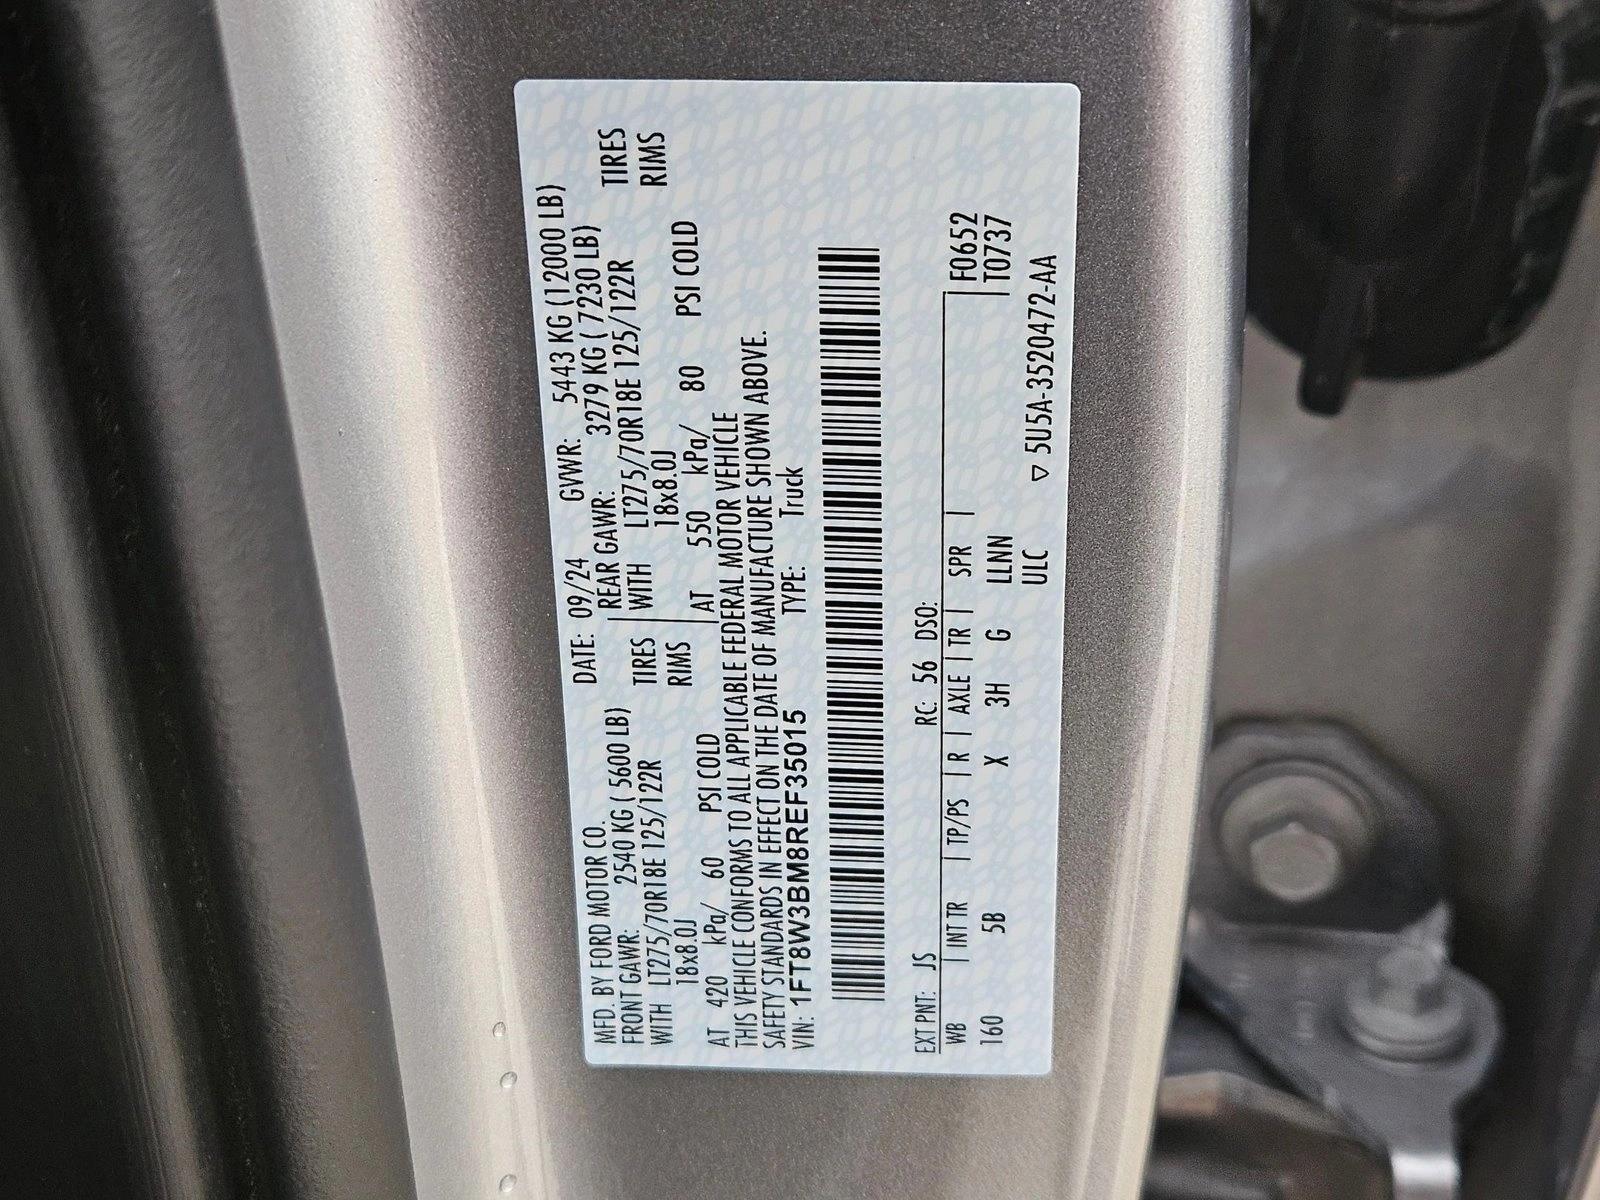 MFD. BY FORD MOTOR CO. DATE: 09/24 GVWR: 5443 KG (12000 LB)
FRONT GAWR: 2540 KG ( 5600 LB) REAR GAWR: 3279 KG ( 7230 LB)
WITH LT275/70R18E 125/122R TIRES WITH LT275/70R18E 125/122R TIRES
18x8.0J RIMS 18x8.0J RIMS
AT 420 kPa/ 60 PSI COLD AT 550 kPa/ 80 PSI COLD
THIS VEHICLE CONFORMS TO ALL APPLICABLE FEDERAL MOTOR VEHICLE
SAFETY STANDARDS IN EFFECT ON THE DATE OF MANUFACTURE SHOWN ABOVE.
VIN: 1FT8W3BM8REF35015 TYPE: Truck
EXT PNT: JS RC: 56 DSO: F0652
WB | INT TR | TP/PS | R | AXLE | TR | SPR | T0737
160 5B X 3H G LLNN
ULC ▽ 5U5A-3520472-AA